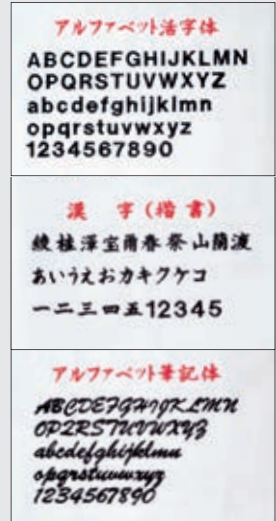 アルファベット活字体
ABCDEFGHIJKLMN
OPQRSTUVWXYZ
abcdefghijklmn
opqrstuvwxyz
1234567890
漢 字(楷 書)
綾桂澤宝爾春祭山蘭渡
あいうえおカキクケコ
一二三四五12345
アルファベット筆記体
ABCDEFGHIJKLMN
OPQRSTUVWXYZ
abcdefghijklmn
opqrstuvwxyz
1234567890